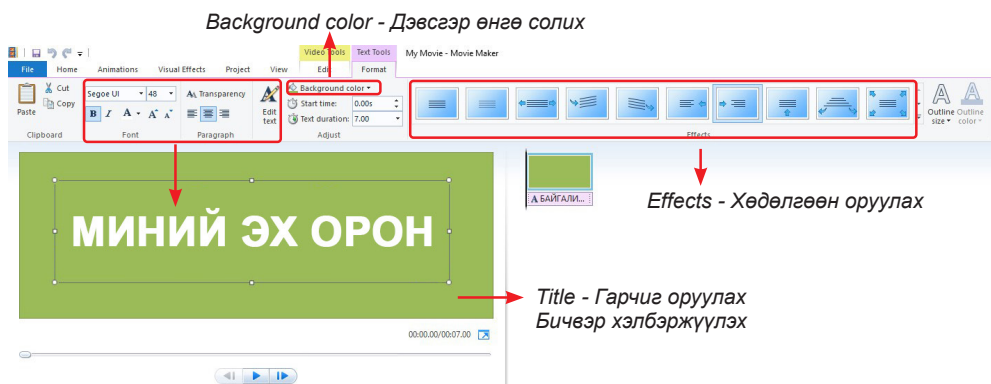 Background color - Дэвсгэр өнгө солих
Video Tools Text Tools My Movie - Movie Maker
File Home Animations Visual Effects Project View Edit Format
Cut Segoe UI 48 Transparency Background color
Copy Start time: 0.00s
Paste B I A A A Edit text Text duration: 7.00 Outline size Outline color
Clipboard Font Paragraph Adjust Effects
A БАЙГАЛИ...
Effects - Хөдөлгөөн оруулах
МИНИЙ ЭХ ОРОН
Title - Гарчиг оруулах
Бичвэр хэлбэржүүлэх
00:00.00/00:07.00